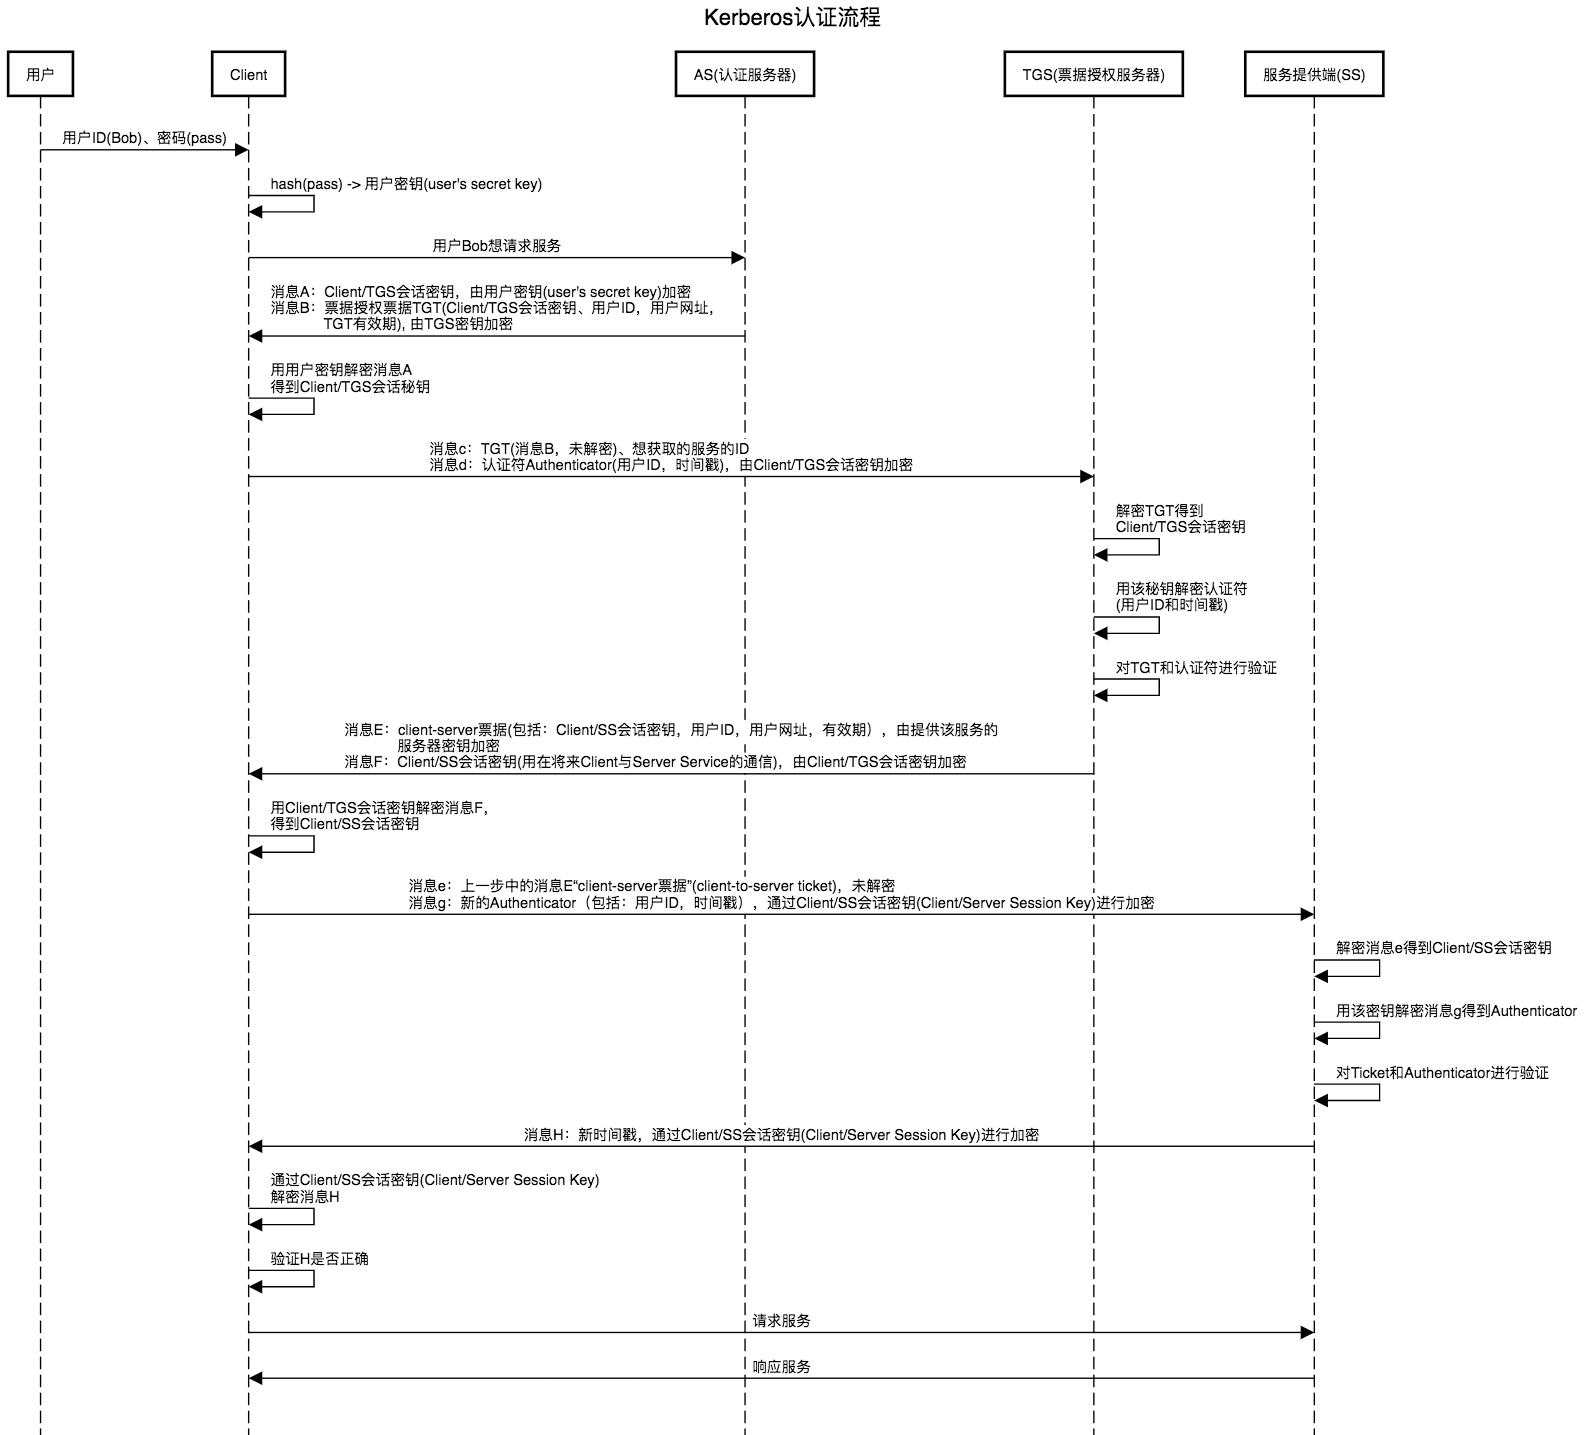 Kerberos认证流程
用户
Client
AS(认证服务器)
TGS(票据授权服务器)
服务提供端(SS)
用户ID(Bob)、密码(pass)
hash(pass) -> 用户密钥(user's secret key)
用户Bob想请求服务
消息A：Client/TGS会话密钥，由用户密钥(user's secret key)加密
消息B：票据授权票据TGT(Client/TGS会话密钥、用户ID，用户网址，
TGT有效期), 由TGS密钥加密
用用户密钥解密消息A
得到Client/TGS会话秘钥
消息c：TGT(消息B，未解密)、想获取的服务的ID
消息d：认证符Authenticator(用户ID，时间戳)，由Client/TGS会话密钥加密
解密TGT得到
Client/TGS会话密钥
用该秘钥解密认证符
(用户ID和时间戳)
对TGT和认证符进行验证
消息E：client-server票据(包括：Client/SS会话密钥，用户ID，用户网址，有效期），由提供该服务的
服务器密钥加密
消息F：Client/SS会话密钥(用在将来Client与Server Service的通信)，由Client/TGS会话密钥加密
用Client/TGS会话密钥解密消息F，
得到Client/SS会话密钥
消息e：上一步中的消息E“client-server票据”(client-to-server ticket)，未解密
消息g：新的Authenticator（包括：用户ID，时间戳），通过Client/SS会话密钥(Client/Server Session Key)进行加密
解密消息e得到Client/SS会话密钥
用该密钥解密消息g得到Authenticator
对Ticket和Authenticator进行验证
消息H：新时间戳，通过Client/SS会话密钥(Client/Server Session Key)进行加密
通过Client/SS会话密钥(Client/Server Session Key)
解密消息H
验证H是否正确
请求服务
响应服务